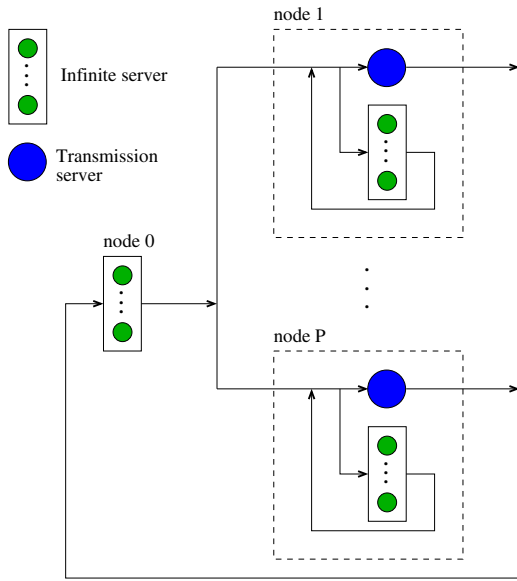 node 1
Infinite server
Transmission
server
node 0
node P